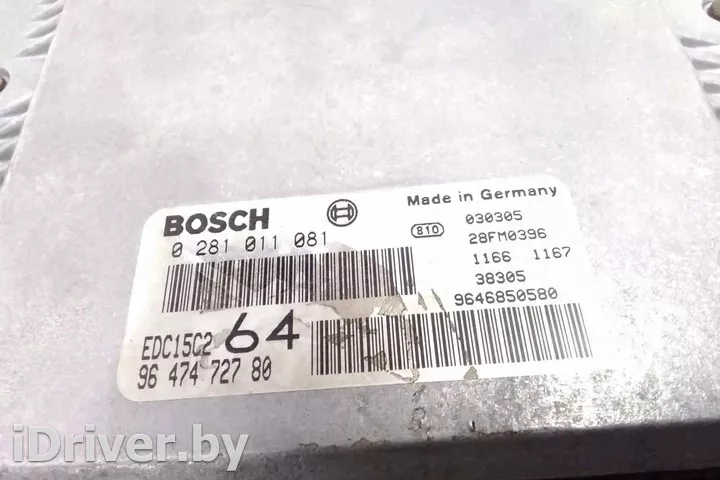 BOSCH
Made in Germany
0 281 011 081
810
030305
28FM0396
1166 1167
38305
9646850580
EDC15C2 64
96 474 727 80
iDriver.by